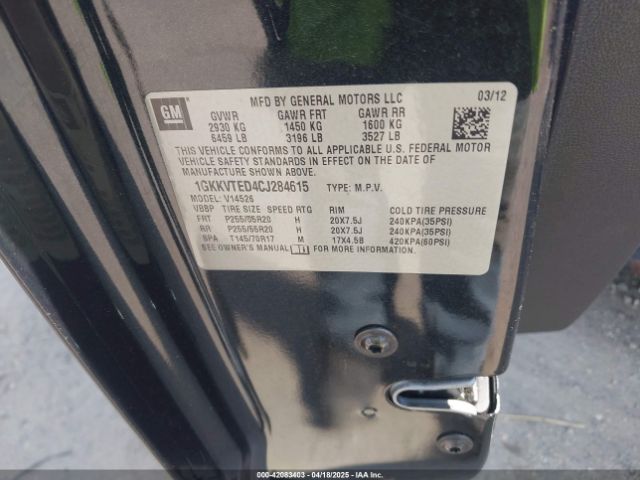 GM
MFD BY GENERAL MOTORS LLC 03/12
GVWR GAWR FRT GAWR RR
2930 KG 1450 KG 1600 KG
6459 LB 3196 LB 3527 LB
THIS VEHICLE CONFORMS TO ALL APPLICABLE U.S. FEDERAL MOTOR
VEHICLE SAFETY STANDARDS IN EFFECT ON THE DATE OF
MANUFACTURE SHOWN ABOVE.
1GKKVTED4CJ284615 TYPE: M.P.V.
MODEL: V14526
VBBP TIRE SIZE SPEED RTG RIM COLD TIRE PRESSURE
FRT P255/55R20 H 20X7.5J 240KPA(35PSI)
RR P255/55R20 H 20X7.5J 240KPA(35PSI)
SPA T145/70R17 M 17X4.5B 420KPA(60PSI)
SEE OWNER'S MANUAL FOR MORE INFORMATION.
000-42083403 - 04/18/2025 - IAAI.COM